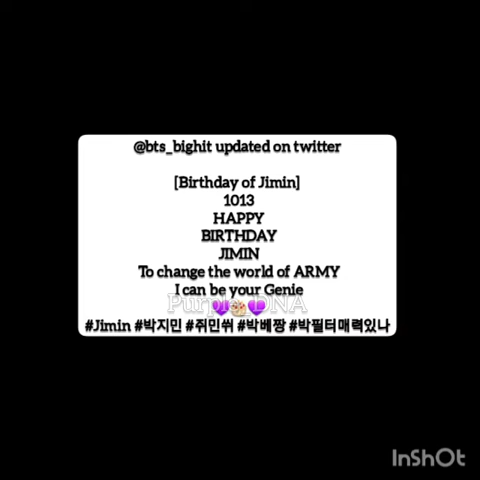 @bts_bighit updated on twitter
[Birthday of Jimin]
1013
HAPPY
BIRTHDAY
JIMIN
To change the world of ARMY
I can be your Genie
Purple_DNA
#Jimin #박지민 #쥐민쒸 #박베짱 #박필터매력있나
InShOt